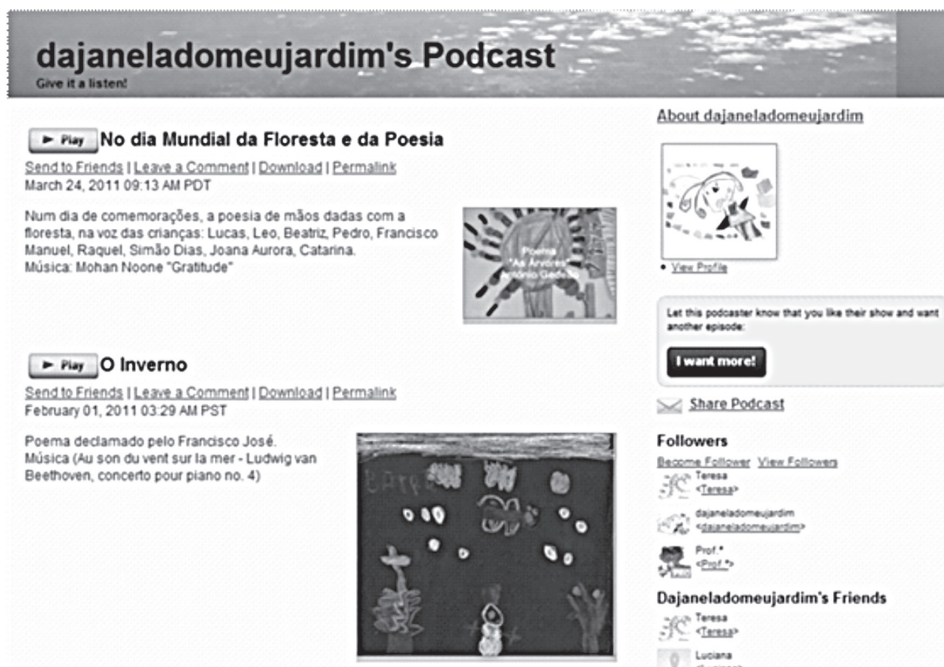 dajaneladomeujardim's Podcast
Give it a listen!
Play No dia Mundial da Floresta e da Poesia
Send to Friends | Leave a Comment | Download | Permalink
March 24, 2011 09:13 AM PDT
Num dia de comemorações, a poesia de mãos dadas com a
floresta, na voz das crianças: Lucas, Leo, Beatriz, Pedro, Francisco
Manuel, Raquel, Simão Dias, Joana Aurora, Catarina.
Música: Mohan Noone "Gratitude"
Poema
"As Árvores"
António Gedeão
Play O Inverno
Send to Friends | Leave a Comment | Download | Permalink
February 01, 2011 03:29 AM PST
Poema declamado pelo Francisco José.
Música (Au son du vent sur la mer - Ludwig van
Beethoven, concerto pour piano no. 4)
About dajaneladomeujardim
View Profile
Let this podcaster know that you like their show and want
another episode:
I want more!
Share Podcast
Followers
Become Follower View Followers
Teresa
<Teresa>
dajaneladomeujardim
<dajaneladomeujardim>
Prof.*
<Prof.*>
Dajaneladomeujardim's Friends
Teresa
<Teresa>
Luciana